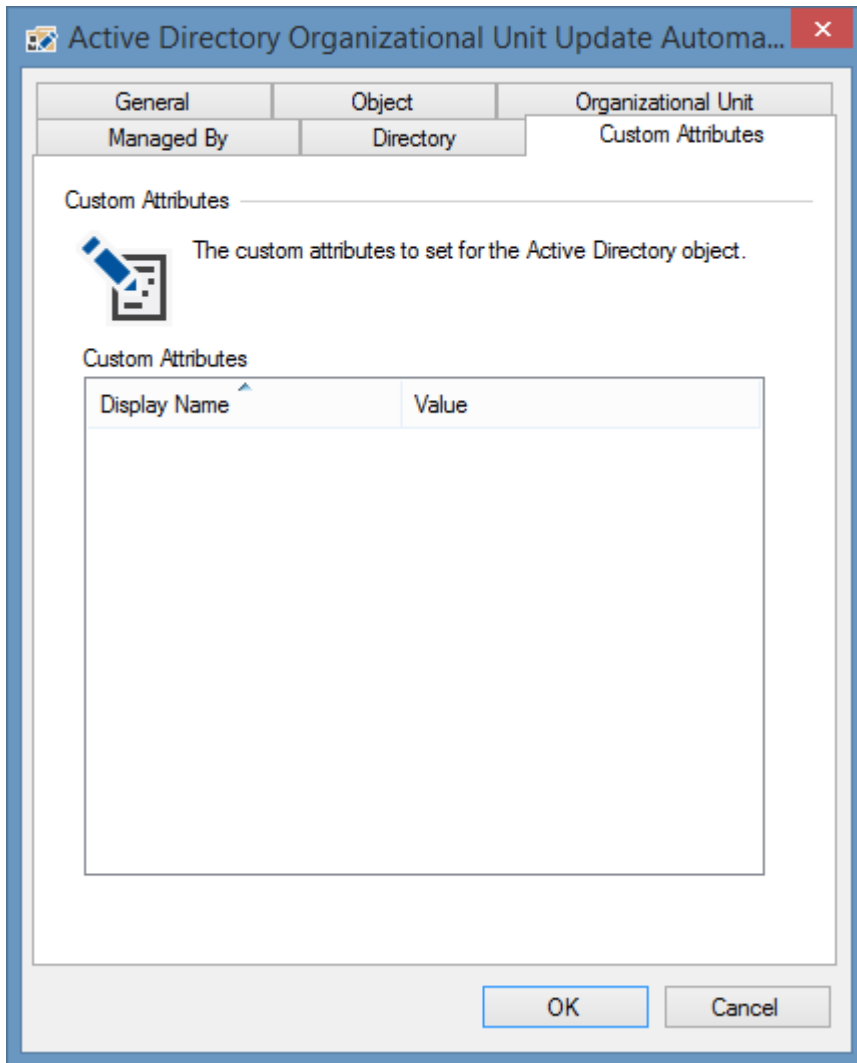 Active Directory Organizational Unit Update Automa...
General Object Organizational Unit
Managed By Directory Custom Attributes
Custom Attributes
The custom attributes to set for the Active Directory object.
Custom Attributes
Display Name Value
OK Cancel